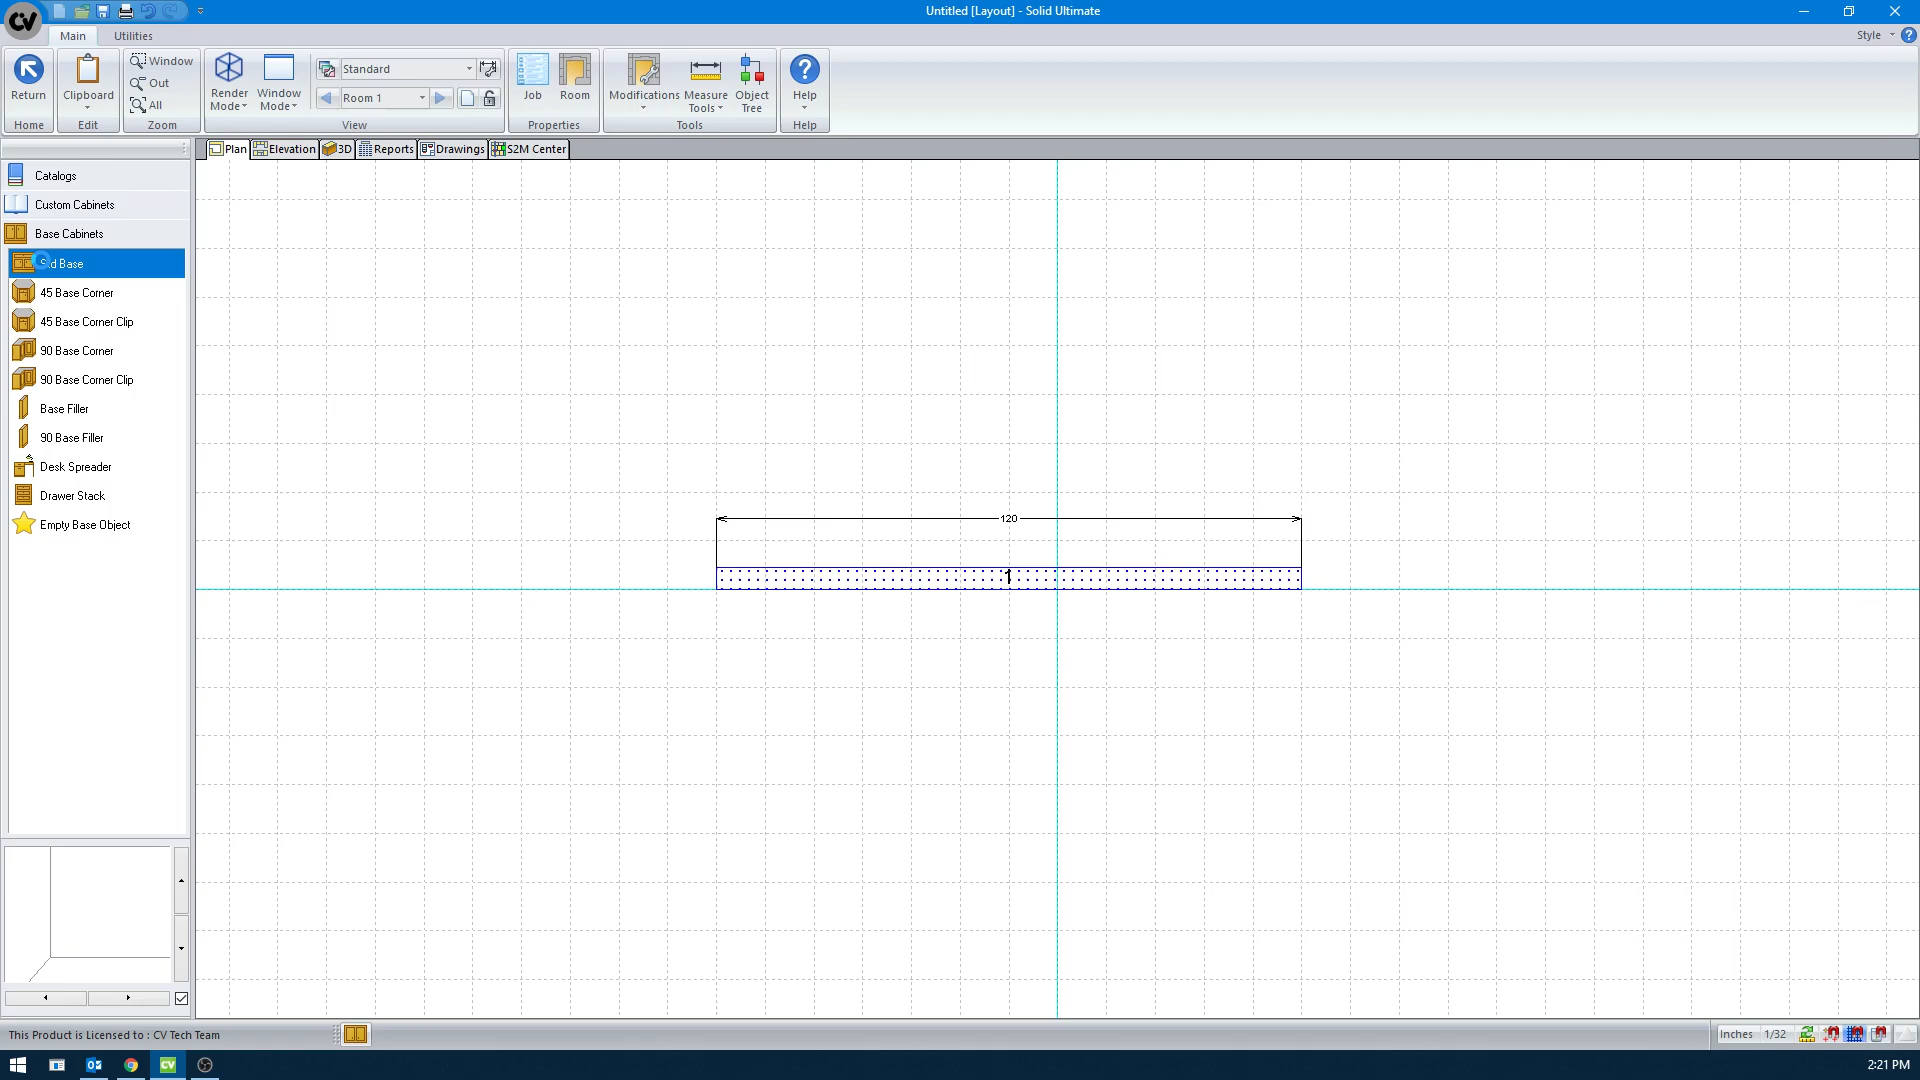 CV
Untitled [Layout] - Solid Ultimate
Main
Utilities
Style
Return
Clipboard
Window
Out
All
Render
Mode
Window
Mode
Standard
Room 1
Job
Room
Modifications
Measure
Tools
Object
Tree
Help
Home
Edit
Zoom
View
Properties
Tools
Help
Plan
Elevation
3D
Reports
Drawings
S2M Center
Catalogs
Custom Cabinets
Base Cabinets
d Base
45 Base Corner
45 Base Corner Clip
90 Base Corner
90 Base Corner Clip
Base Filler
90 Base Filler
Desk Spreader
Drawer Stack
Empty Base Object
120
1
This Product is Licensed to : CV Tech Team
Inches
1/32
CV
2:21 PM